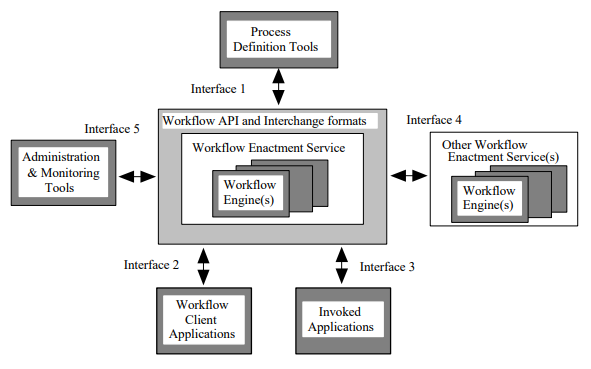 Process
Definition Tools
Interface 1
Workflow API and Interchange formats
Interface 4
Interface 5
Workflow Enactment Service
Other Workflow
Enactment Service(s)
Administration
& Monitoring
Tools
Workflow
Engine(s)
Workflow
Engine(s)
Interface 2
Interface 3
Workflow
Client
Applications
Invoked
Applications